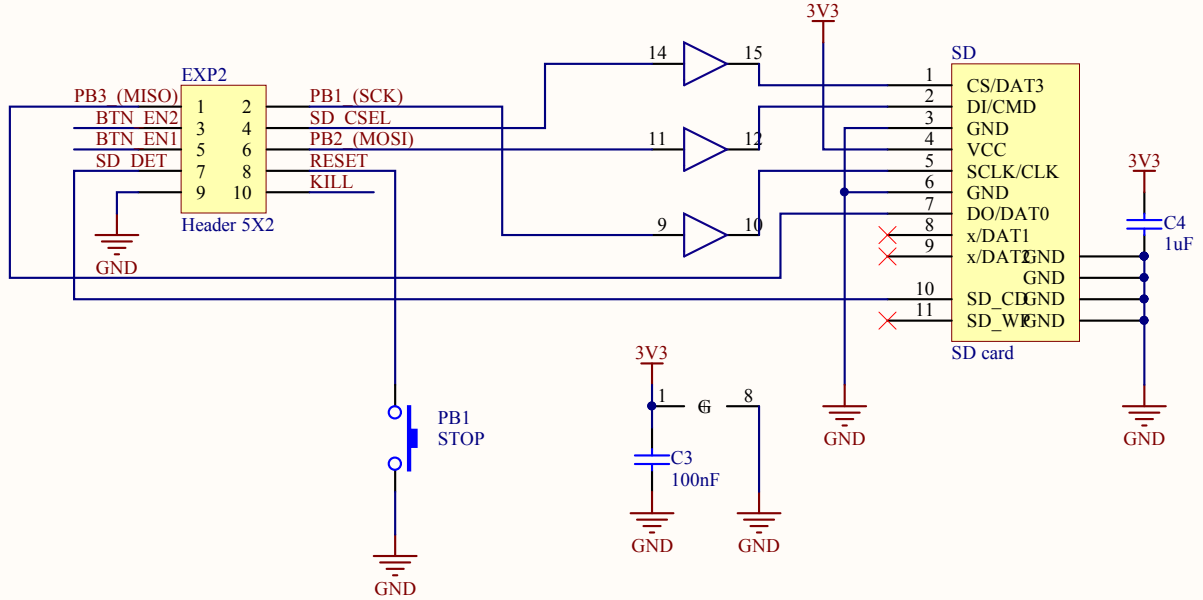 3V3
14 15 SD
EXP2
1 CS/DAT3
PB3_(MISO) 1 2 PB1_(SCK)
2 DI/CMD
BTN_EN2 3 4 SD_CSEL
3 GND
BTN_EN1 5 6 PB2_(MOSI) 11 12
4 VCC
SD_DET 7 8 RESET
5 SCLK/CLK
3V3
9 10 KILL
6 GND
Header 5X2
7 DO/DAT0
9 10
8 x/DAT1
C4
1uF
9 x/DAT2 GND
GND
GND
10 SD_CD GND
11 SD_WP GND
3V3
SD card
1 8
PB1
STOP
GND
GND
C3
100nF
GND
GND
GND